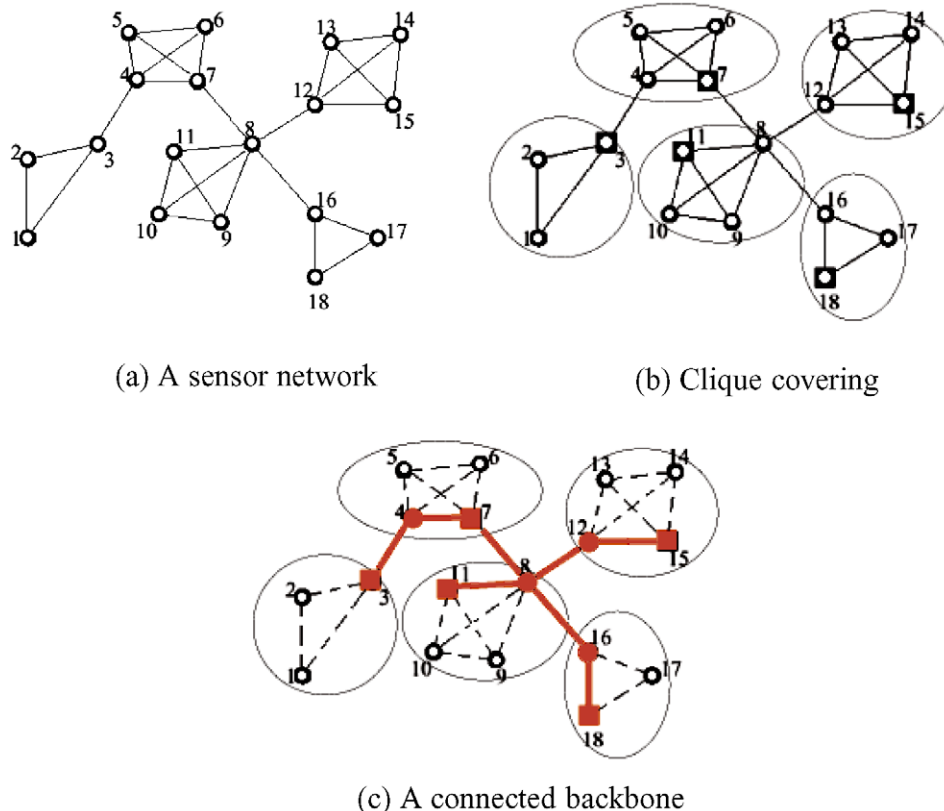 5 6 13 14
4 7 12 15
2 3 11 8
1 10 9 16 17
18
(a) A sensor network
5 6 13 14
4 7 12 15
2 3 11 8
1 10 9 16 17
18
(b) Clique covering
5 6 13 14
4 7 12 15
2 3 11 8
1 10 9 16 17
18
(c) A connected backbone